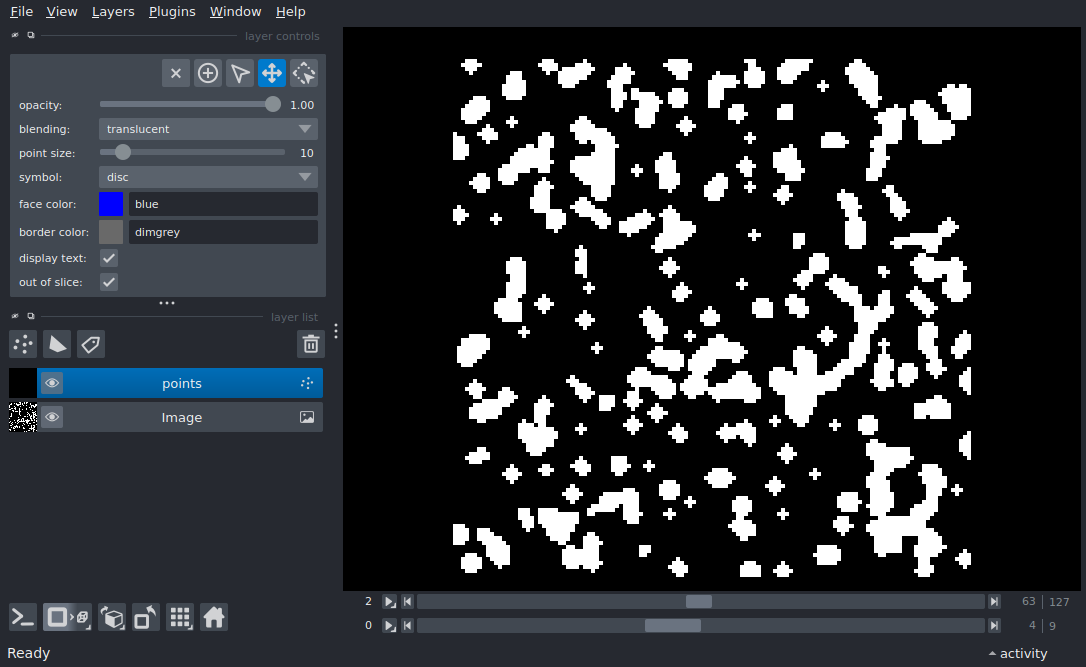 File View Layers Plugins Window Help
layer controls
opacity: 1.00
blending: translucent
point size: 10
symbol: disc
face color: blue
border color: dimgrey
display text:
out of slice:
layer list
points
Image
2 63 | 127
0 4 | 9
Ready activity